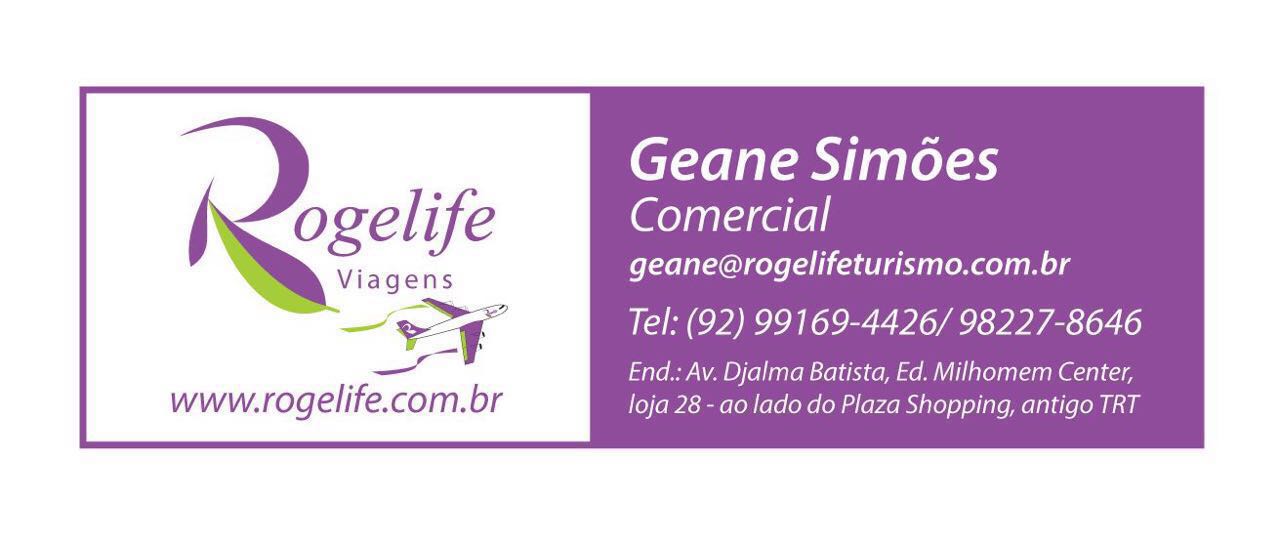 Rogelife
Viagens
www.rogelife.com.br
Geane Simões
Comercial
geane@rogelifeturismo.com.br
Tel: (92) 99169-4426/ 98227-8646
End.: Av. Djalma Batista, Ed. Milhomem Center,
loja 28 - ao lado do Plaza Shopping, antigo TRT